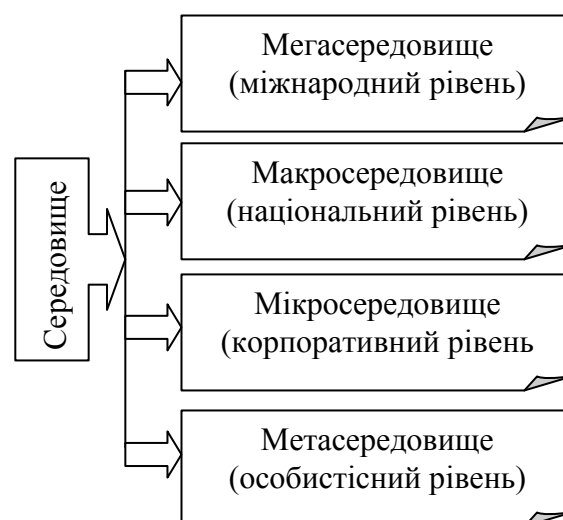 Середовище
Мегасередовище
(міжнародний рівень)
Макросередовище
(національний рівень)
Мікросередовище
(корпоративний рівень
Метасередовище
(особистісний рівень)